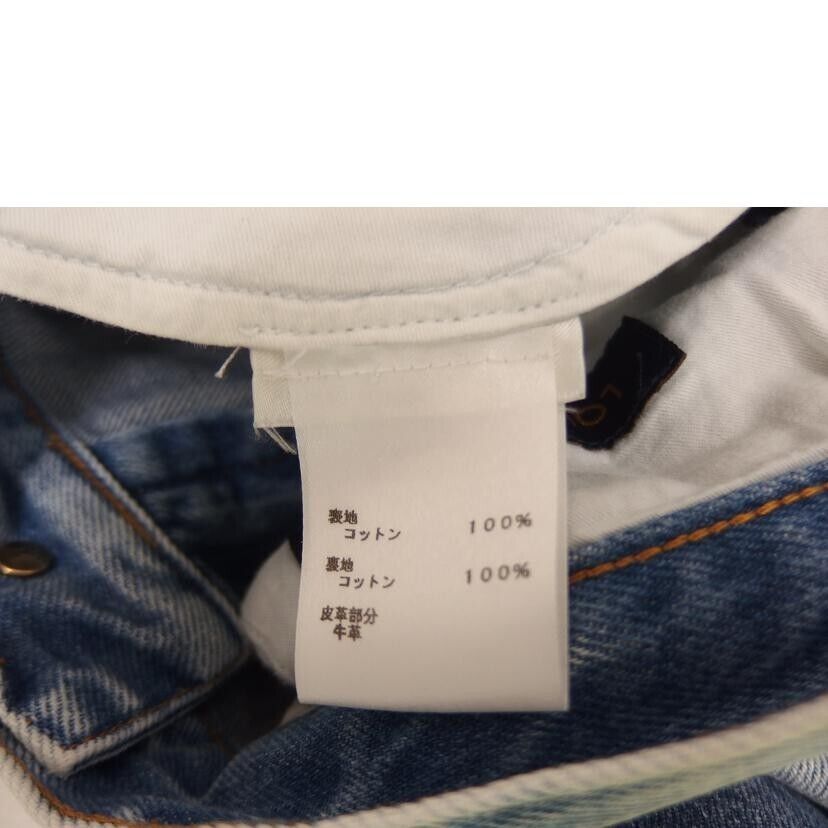 表地
コットン 100%
裏地
コットン 100%
皮革部分
牛革